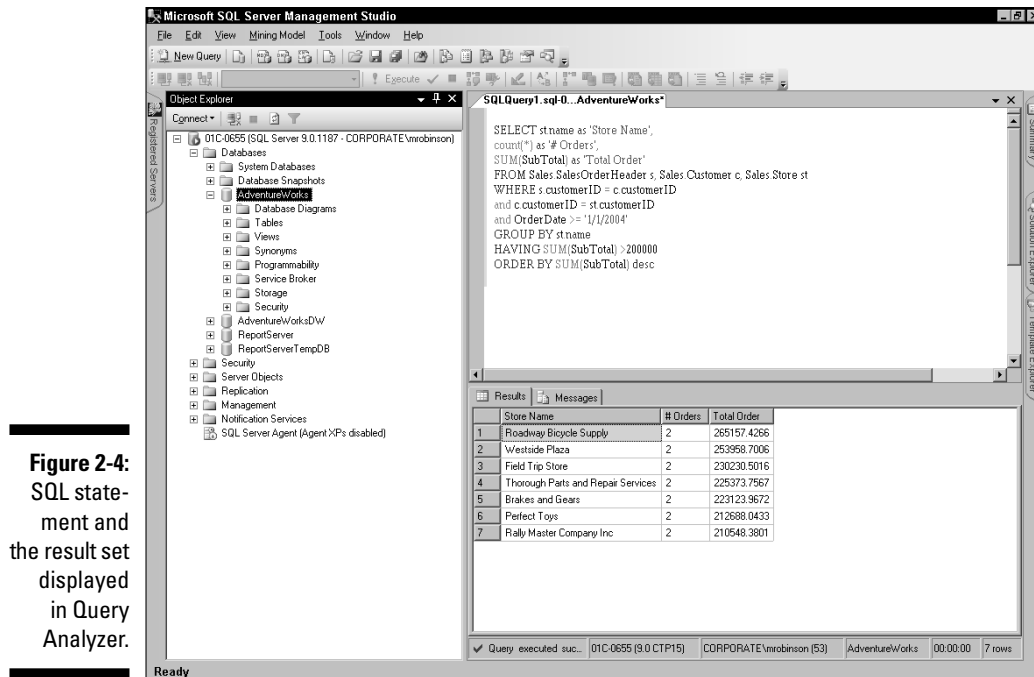 Microsoft SQL Server Management Studio
File Edit View Mining Model Tools Window Help
New Query
Execute
Object Explorer
Connect
Registered Servers
01C-0655 (SQL Server 9.0.1187 - CORPORATE\mrobinson)
Databases
System Databases
Database Snapshots
AdventureWorks
Database Diagrams
Tables
Views
Synonyms
Programmability
Service Broker
Storage
Security
AdventureWorksDW
ReportServer
ReportServerTempDB
Security
Server Objects
Replication
Management
Notification Services
SQL Server Agent (Agent XPs disabled)
SQLQuery1.sql-0...AdventureWorks*
SELECT st.name as 'Store Name',
count(*) as '# Orders',
SUM(SubTotal) as 'Total Order'
FROM Sales.SalesOrderHeader s, Sales.Customer c, Sales.Store st
WHERE s.customerID = c.customerID
and c.customerID = st.customerID
and OrderDate >= '1/1/2004'
GROUP BY st.name
HAVING SUM(SubTotal) >200000
ORDER BY SUM(SubTotal) desc
Summary
Solution Explorer
Template Explorer
Results Messages
Store Name # Orders Total Order
1 Roadway Bicycle Supply 2 265157.4266
2 Westside Plaza 2 253958.7006
3 Field Trip Store 2 230230.5016
4 Thorough Parts and Repair Services 2 225373.7567
5 Brakes and Gears 2 223123.9672
6 Perfect Toys 2 212688.0433
7 Rally Master Company Inc 2 210548.3801
Query executed suc... 01C-0655 (9.0 CTP15) CORPORATE\mrobinson (53) AdventureWorks 00:00:00 7 rows
Ready
Figure 2-4:
SQL state-
ment and
the result set
displayed
in Query
Analyzer.